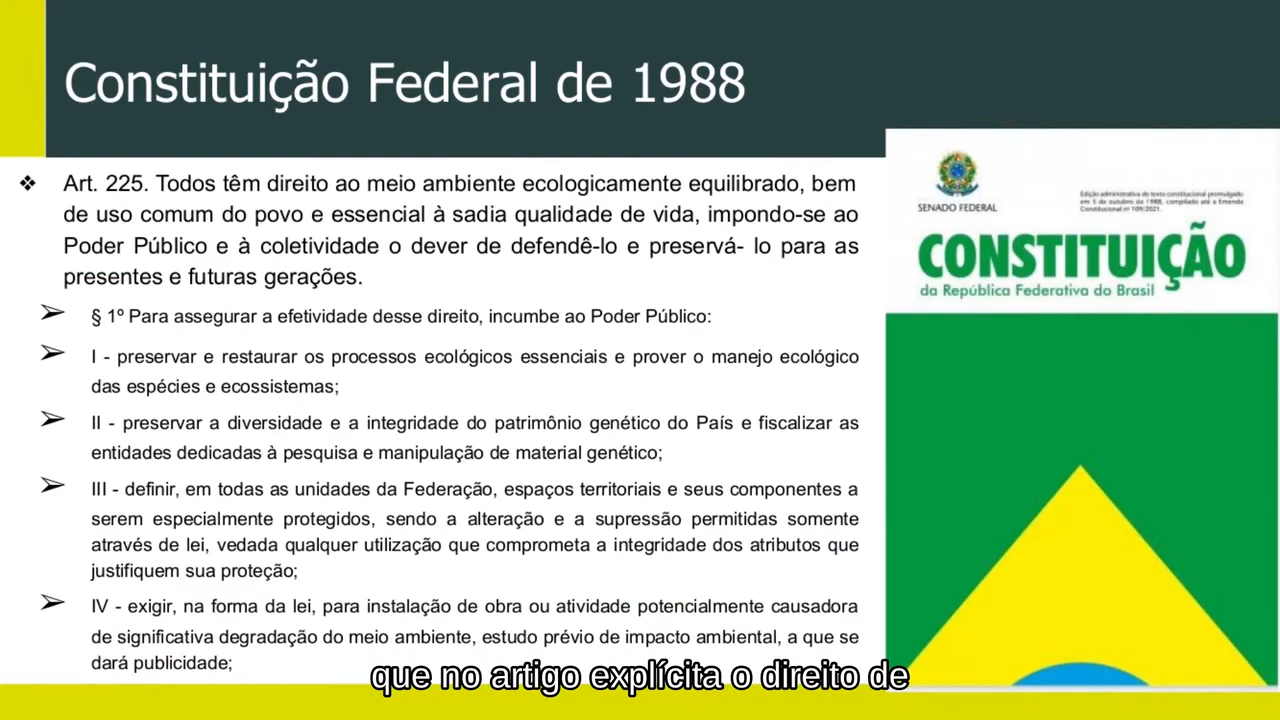 Constituição Federal de 1988
Art. 225. Todos têm direito ao meio ambiente ecologicamente equilibrado, bem
de uso comum do povo e essencial à sadia qualidade de vida, impondo-se ao
Poder Público e à coletividade o dever de defendê-lo e preservá- lo para as
presentes e futuras gerações.
§ 1º Para assegurar a efetividade desse direito, incumbe ao Poder Público:
I - preservar e restaurar os processos ecológicos essenciais e prover o manejo ecológico
das espécies e ecossistemas;
II - preservar a diversidade e a integridade do patrimônio genético do País e fiscalizar as
entidades dedicadas à pesquisa e manipulação de material genético;
III - definir, em todas as unidades da Federação, espaços territoriais e seus componentes a
serem especialmente protegidos, sendo a alteração e a supressão permitidas somente
através de lei, vedada qualquer utilização que comprometa a integridade dos atributos que
justifiquem sua proteção;
IV - exigir, na forma da lei, para instalação de obra ou atividade potencialmente causadora
de significativa degradação do meio ambiente, estudo prévio de impacto ambiental, a que se
dará publicidade;
SENADO FEDERAL
Edição administrativa do texto constitucional promulgado
em 5 de outubro de 1988, compilado até a Emenda
Constitucional nº 109/2021.
CONSTITUIÇÃO
da República Federativa do Brasil
que no artigo explícita o direito de